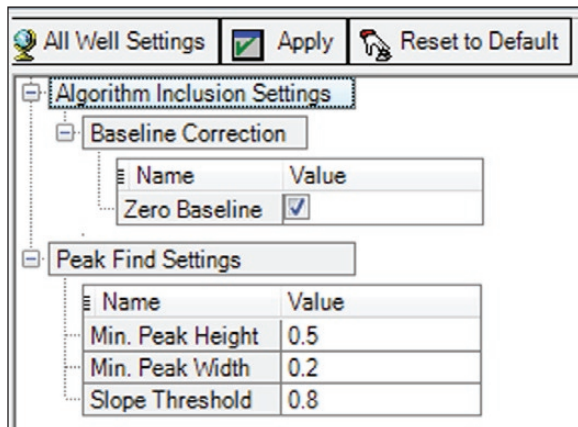 All Well Settings Apply Reset to Default
Algorithm Inclusion Settings
Baseline Correction
Name Value
Zero Baseline
Peak Find Settings
Name Value
Min. Peak Height 0.5
Min. Peak Width 0.2
Slope Threshold 0.8